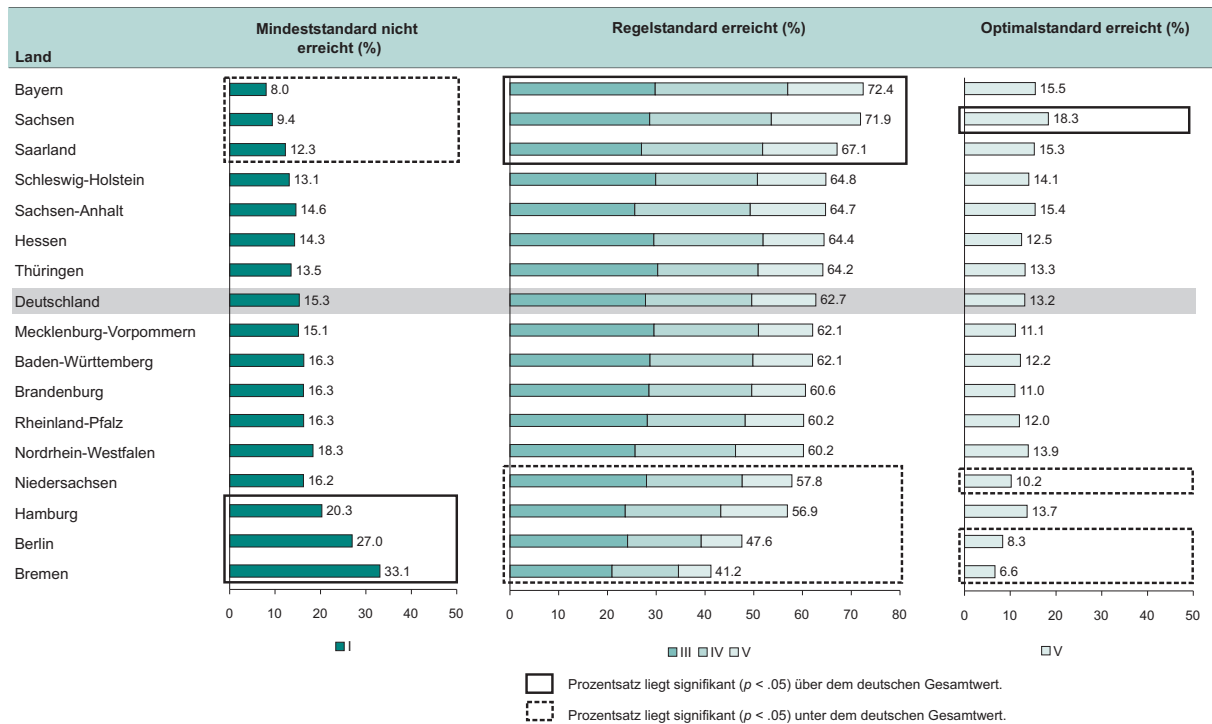 Land
Mindeststandard nicht
erreicht (%)
Regelstandard erreicht (%)
Optimalstandard erreicht (%)
Bayern 8.0 72.4 15.5
Sachsen 9.4 71.9 18.3
Saarland 12.3 67.1 15.3
Schleswig-Holstein 13.1 64.8 14.1
Sachsen-Anhalt 14.6 64.7 15.4
Hessen 14.3 64.4 12.5
Thüringen 13.5 64.2 13.3
Deutschland 15.3 62.7 13.2
Mecklenburg-Vorpommern 15.1 62.1 11.1
Baden-Württemberg 16.3 62.1 12.2
Brandenburg 16.3 60.6 11.0
Rheinland-Pfalz 16.3 60.2 12.0
Nordrhein-Westfalen 18.3 60.2 13.9
Niedersachsen 16.2 57.8 10.2
Hamburg 20.3 56.9 13.7
Berlin 27.0 47.6 8.3
Bremen 33.1 41.2 6.6
0 10 20 30 40 50 0 10 20 30 40 50 60 70 80 0 10 20 30 40 50
I III IV V V
Prozentsatz liegt signifikant (p < .05) über dem deutschen Gesamtwert.
Prozentsatz liegt signifikant (p < .05) unter dem deutschen Gesamtwert.